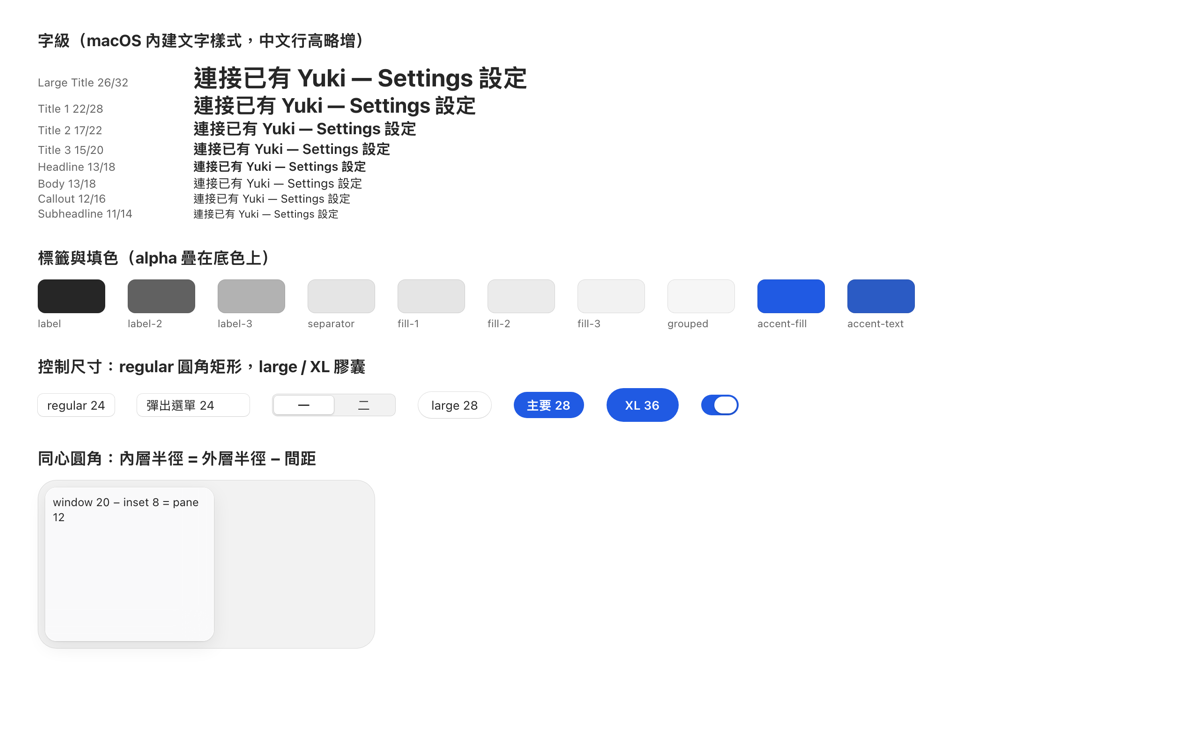 字級（macOS 內建文字樣式，中文行高略增）
Large Title 26/32 連接已有 Yuki — Settings 設定
Title 1 22/28 連接已有 Yuki — Settings 設定
Title 2 17/22 連接已有 Yuki — Settings 設定
Title 3 15/20 連接已有 Yuki — Settings 設定
Headline 13/18 連接已有 Yuki — Settings 設定
Body 13/18 連接已有 Yuki — Settings 設定
Callout 12/16 連接已有 Yuki — Settings 設定
Subheadline 11/14 連接已有 Yuki — Settings 設定
標籤與填色（alpha 疊在底色上）
label label-2 label-3 separator fill-1 fill-2 fill-3 grouped accent-fill accent-text
控制尺寸：regular 圓角矩形，large / XL 膠囊
regular 24 彈出選單 24 一 二 large 28 主要 28 XL 36
同心圓角：內層半徑 = 外層半徑 − 間距
window 20 − inset 8 = pane
12